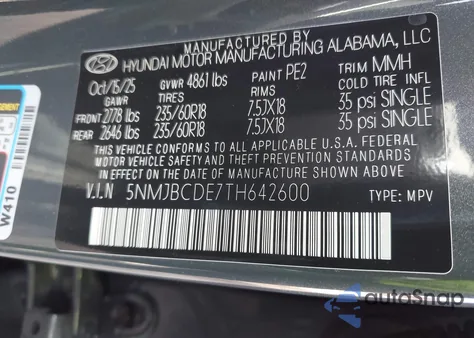 MANUFACTURED BY
HYUNDAI MOTOR MANUFACTURING ALABAMA, LLC
Oct/15/25 GVWR 4861 lbs PAINT PE2 TRIM MMH
GAWR TIRES RIMS COLD TIRE INFL
FRONT 2778 lbs 235/60R18 7.5JX18 35 psi SINGLE
REAR 2646 lbs 235/60R18 7.5JX18 35 psi SINGLE
THIS VEHICLE CONFORMS TO ALL APPLICABLE U.S.A. FEDERAL
MOTOR VEHICLE SAFETY, BUMPER, AND THEFT PREVENTION
STANDARDS IN EFFECT ON THE DATE OF MANUFACTURE SHOWN ABOVE.
V.I.N 5NMJBCDE7TH642600 TYPE: MPV
W410
autoSnap